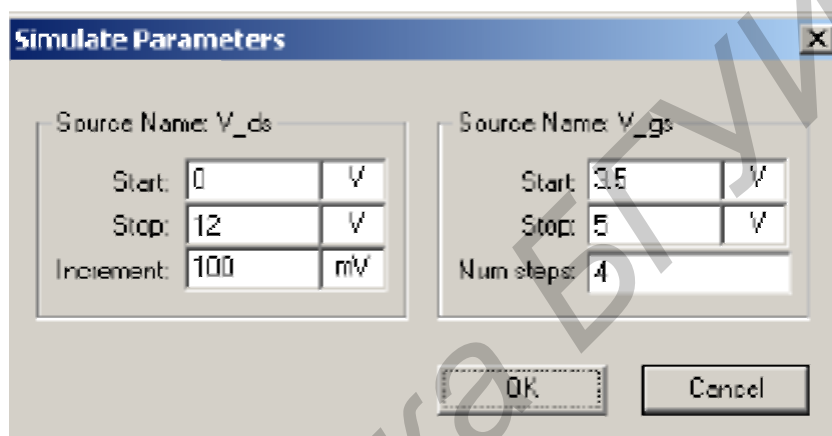 Simulate Parameters
Source Name: V_ds
Start: 0 V
Stop: 12 V
Increment: 100 mV
Source Name: V_gs
Start: 3.5 V
Stop: 5 V
Num steps: 4
OK Cancel